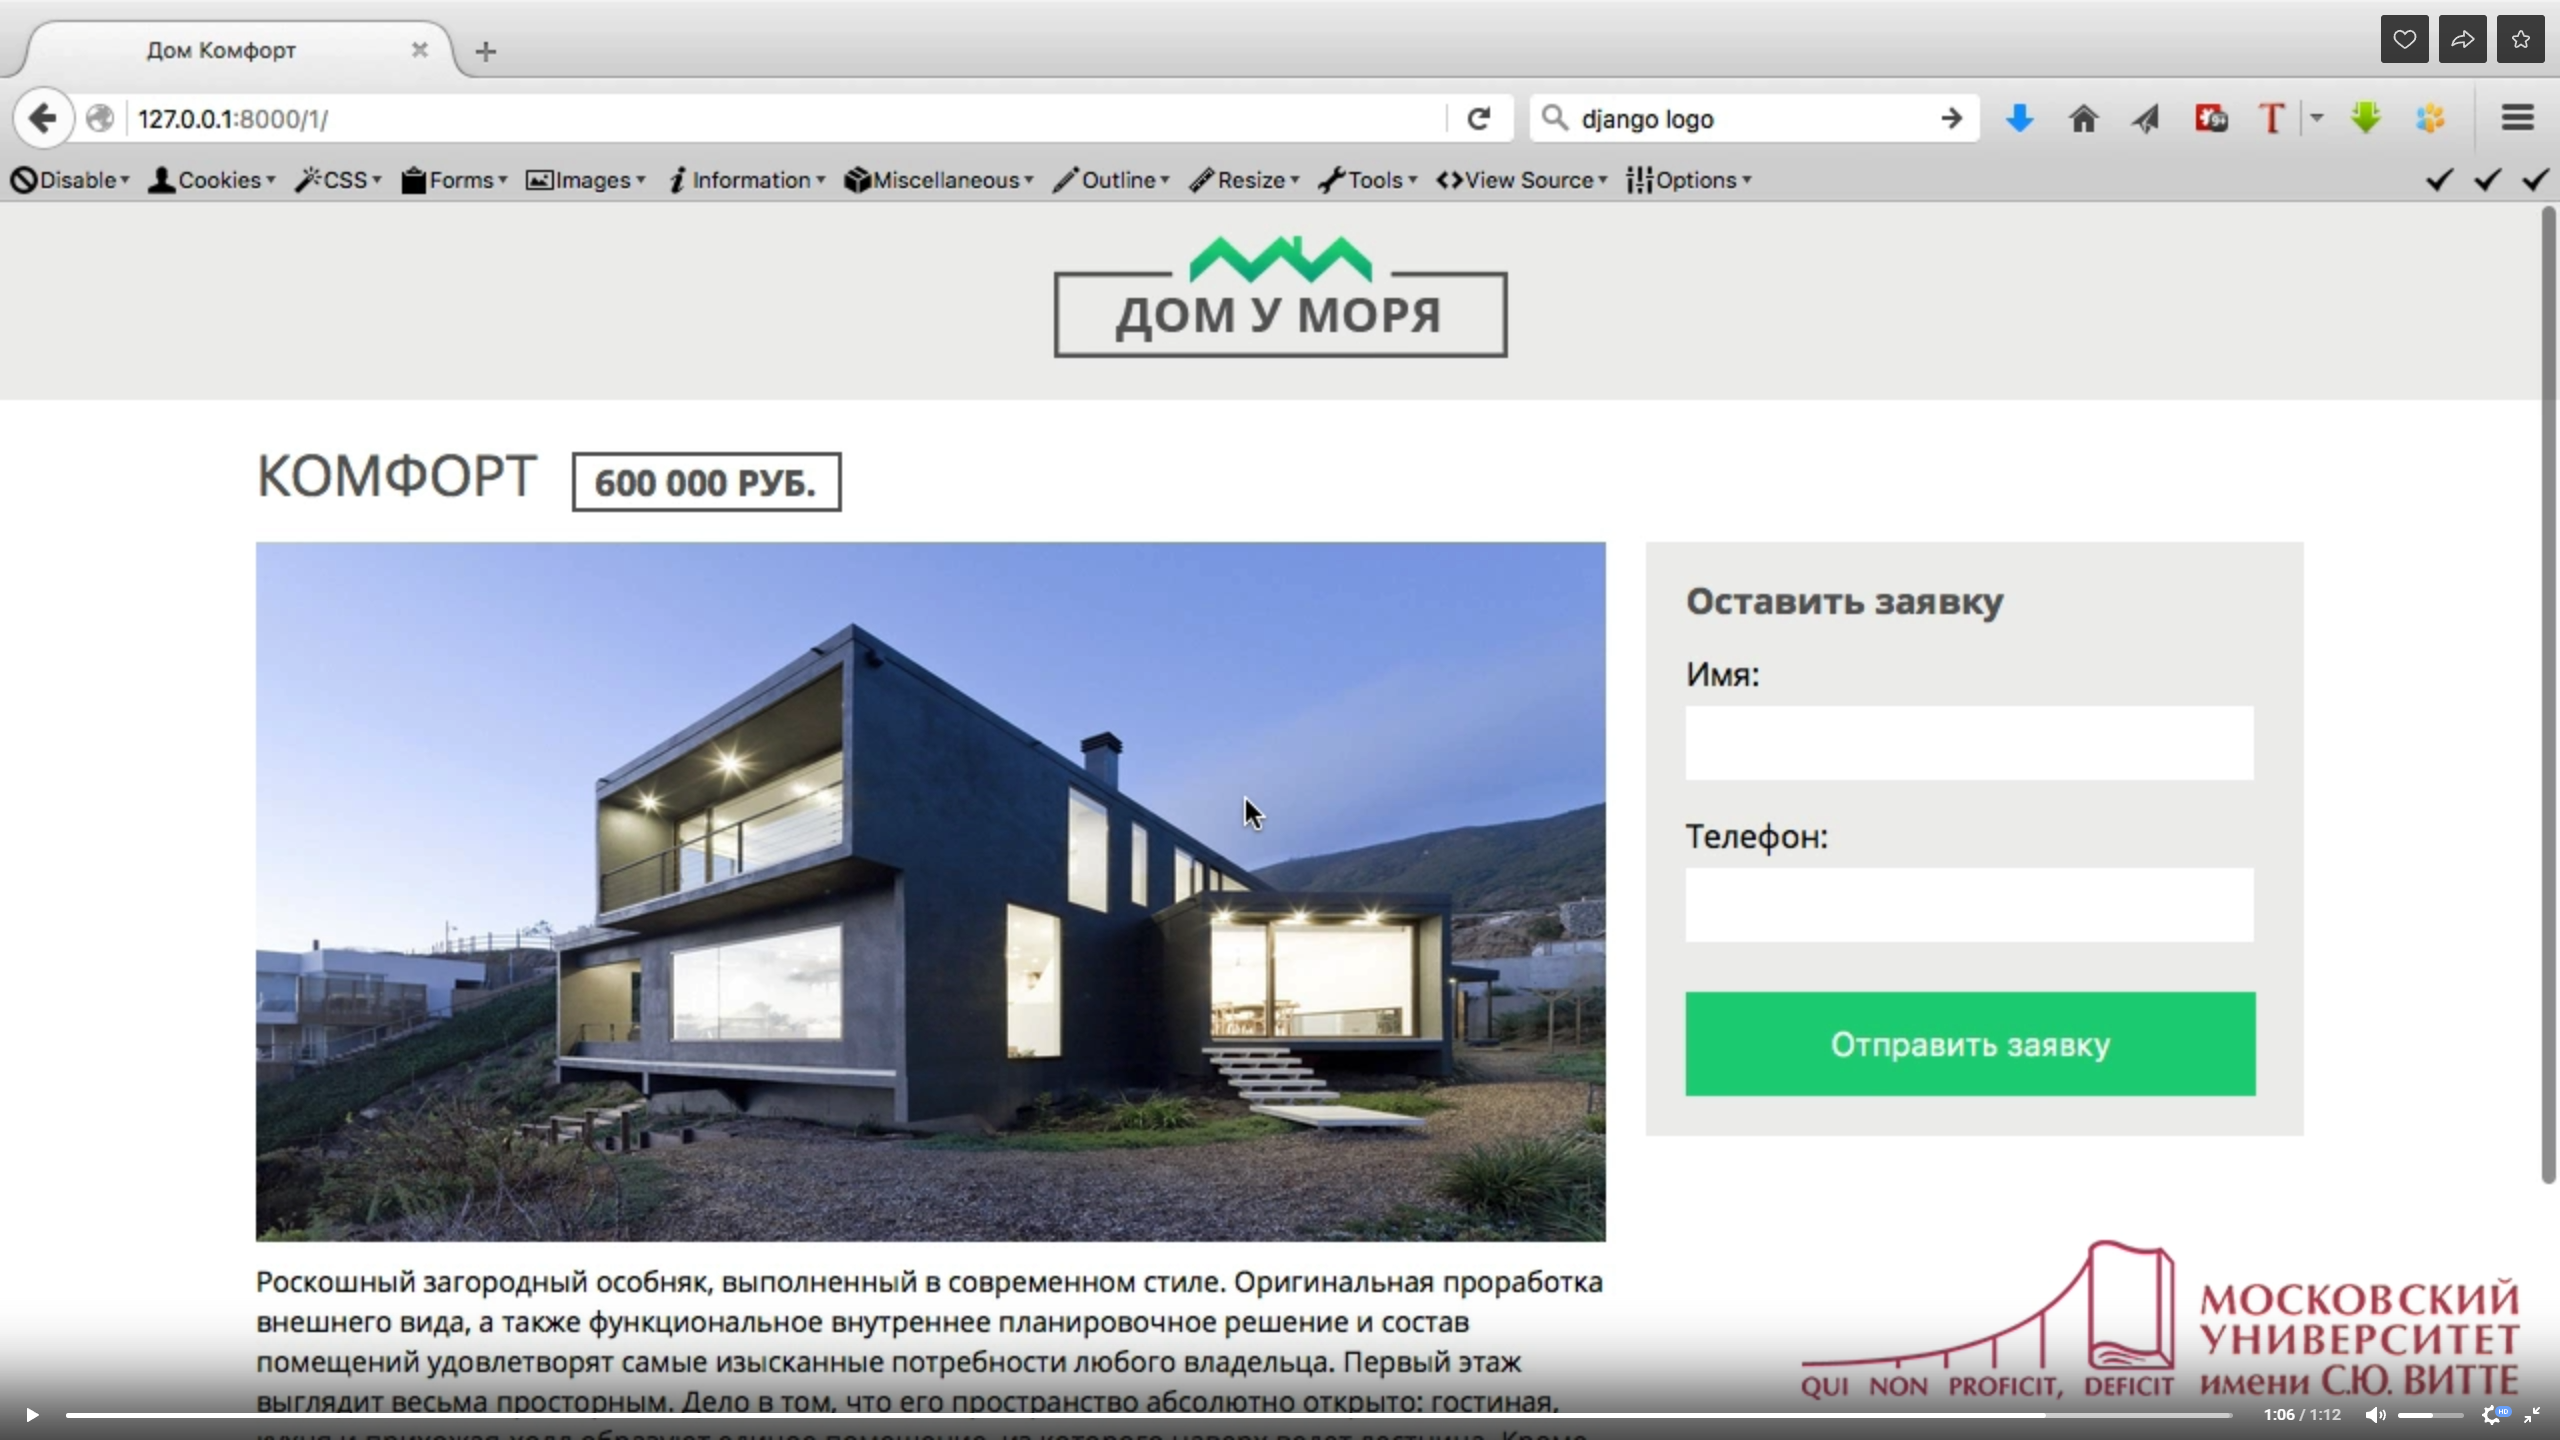 Дом Комфорт
127.0.0.1:8000/1/
django logo
Disable Cookies CSS Forms Images Information Miscellaneous Outline Resize Tools View Source Options
ДОМ У МОРЯ
КОМФОРТ
600 000 РУБ.
Оставить заявку
Имя:
Телефон:
Отправить заявку
Роскошный загородный особняк, выполненный в современном стиле. Оригинальная проработка
внешнего вида, а также функциональное внутреннее планировочное решение и состав
помещений удовлетворят самые изысканные потребности любого владельца. Первый этаж
выглядит весьма просторным. Дело в том, что его пространство абсолютно открыто: гостиная,
МОСКОВСКИЙ
УНИВЕРСИТЕТ
имени С.Ю. ВИТТЕ
QUI NON PROFICIT, DEFICIT
1:06 / 1:12
HD